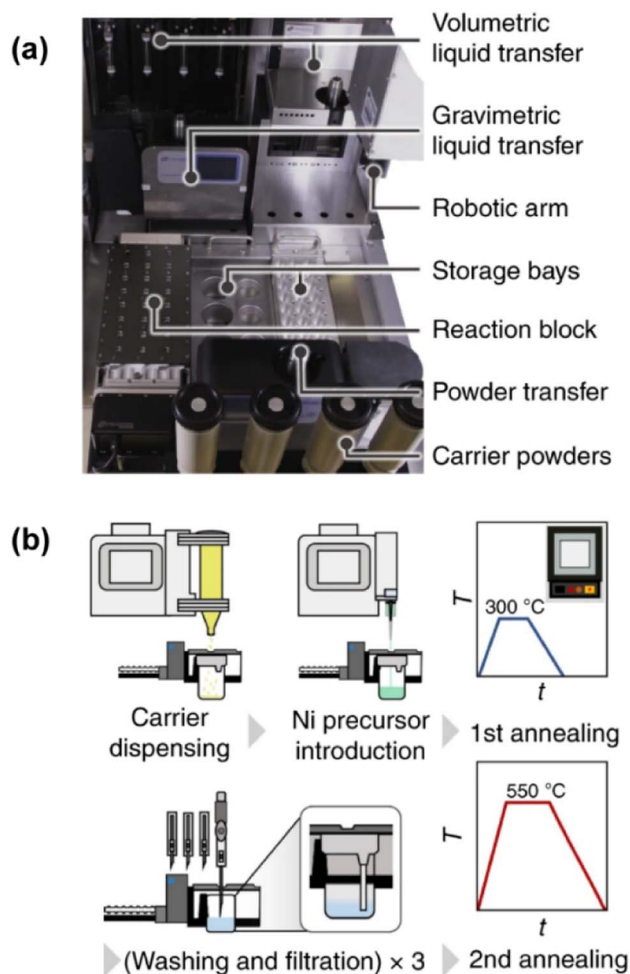 (a)
Volumetric
liquid transfer
Gravimetric
liquid transfer
Robotic arm
Storage bays
Reaction block
Powder transfer
Carrier powders
(b)
Carrier
dispensing
Ni precursor
introduction
T
300 °C
t
1st annealing
(Washing and filtration) × 3
T
550 °C
t
2nd annealing